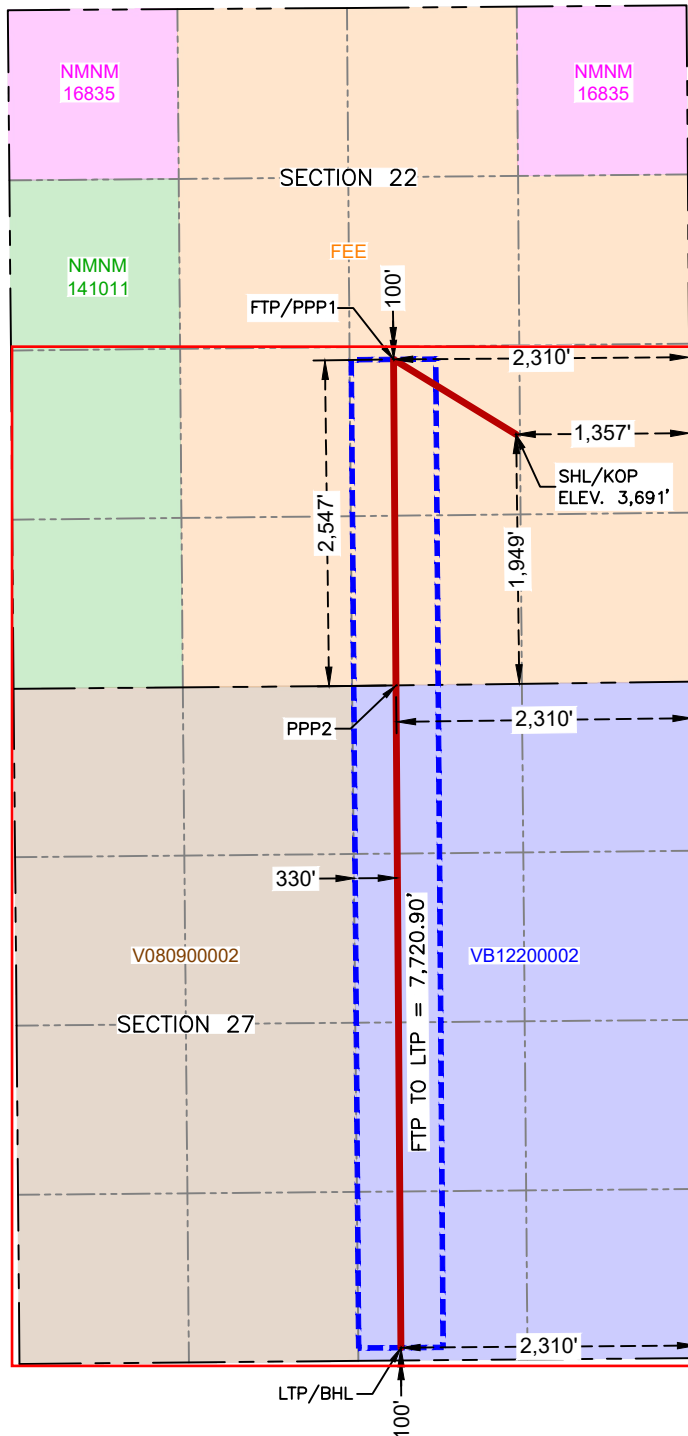 NMNM
16835
NMNM
16835
SECTION 22
NMNM
141011
FEE
FTP/PPP1
100'
2,310'
1,357'
SHL/KOP
ELEV. 3,691'
2,547'
1,949'
PPP2
2,310'
330'
V080900002
VB12200002
SECTION 27
FTP TO LTP = 7,720.90'
2,310'
LTP/BHL
100'